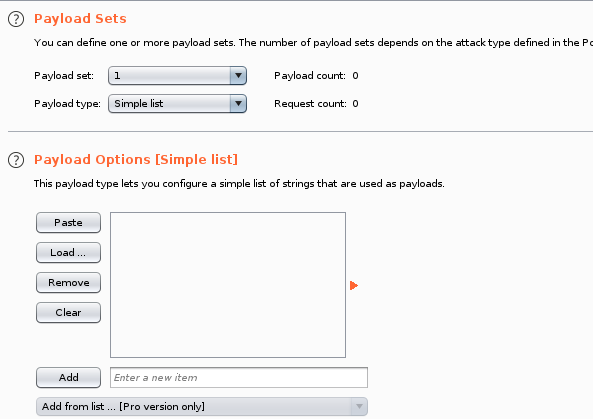 ? Payload Sets
You can define one or more payload sets. The number of payload sets depends on the attack type defined in the Po
Payload set: 1 Payload count: 0
Payload type: Simple list Request count: 0
? Payload Options [Simple list]
This payload type lets you configure a simple list of strings that are used as payloads.
Paste
Load ...
Remove
Clear
Add Enter a new item
Add from list ... [Pro version only]